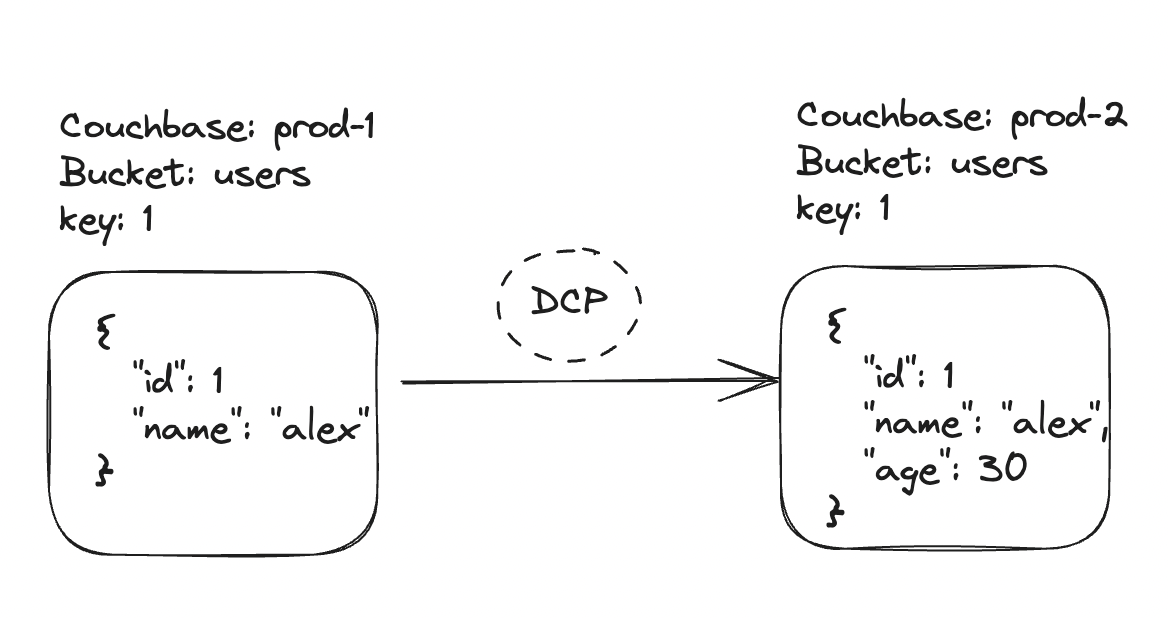 Couchbase: prod-1
Bucket: users
key: 1
{
"id": 1
"name": "alex"
}
DCP
Couchbase: prod-2
Bucket: users
key: 1
{
"id": 1
"name": "alex",
"age": 30
}